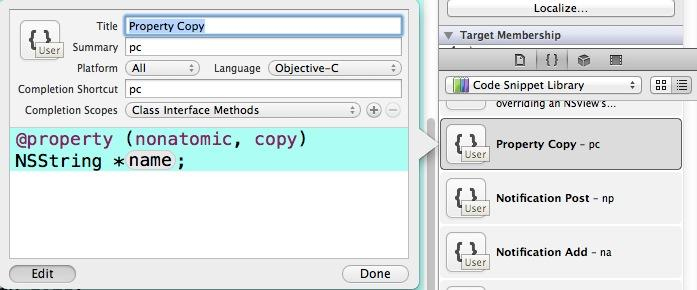 Title Property Copy
User
Summary pc
Platform All Language Objective-C
Completion Shortcut pc
Completion Scopes Class Interface Methods
@property (nonatomic, copy)
NSString *name;
Edit Done
Localize...
Target Membership
Code Snippet Library
overriding an NSView's...
{ } User Property Copy – pc
{ } User Notification Post – np
{ } User Notification Add – na